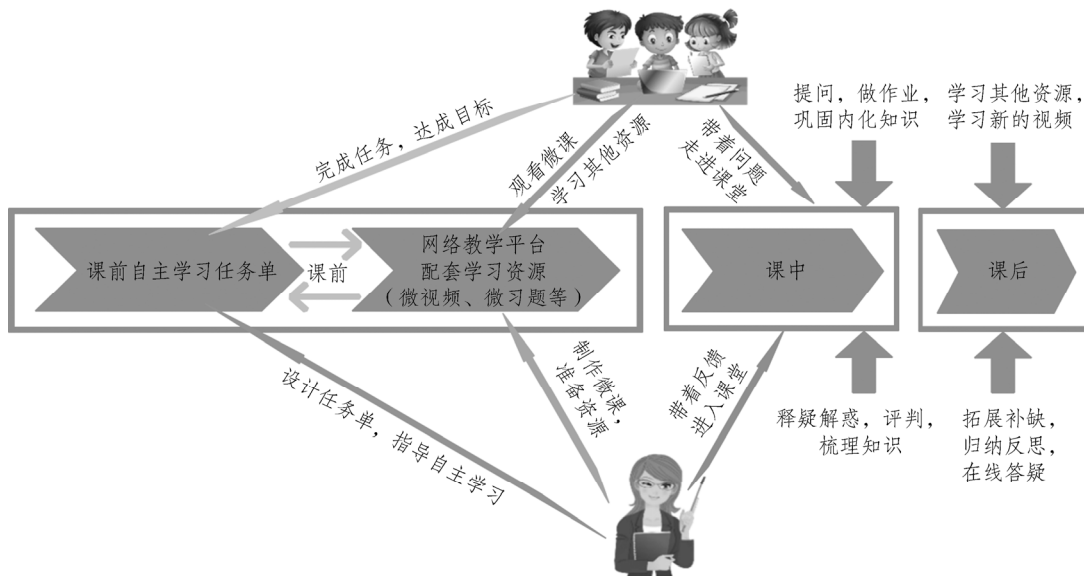 提问，做作业，
巩固内化知识
学习其他资源，
学习新的视频
完成任务，达成目标
观看微课
学习其他资源
带着问题
走进课堂
课前自主学习任务单
课前
网络教学平台
配套学习资源
（微视频、微习题等）
课中
课后
设计任务单，指导自主学习
制作微课，
准备资源
带着反馈
进入课堂
释疑解惑，评判，
梳理知识
拓展补缺，
归纳反思，
在线答疑